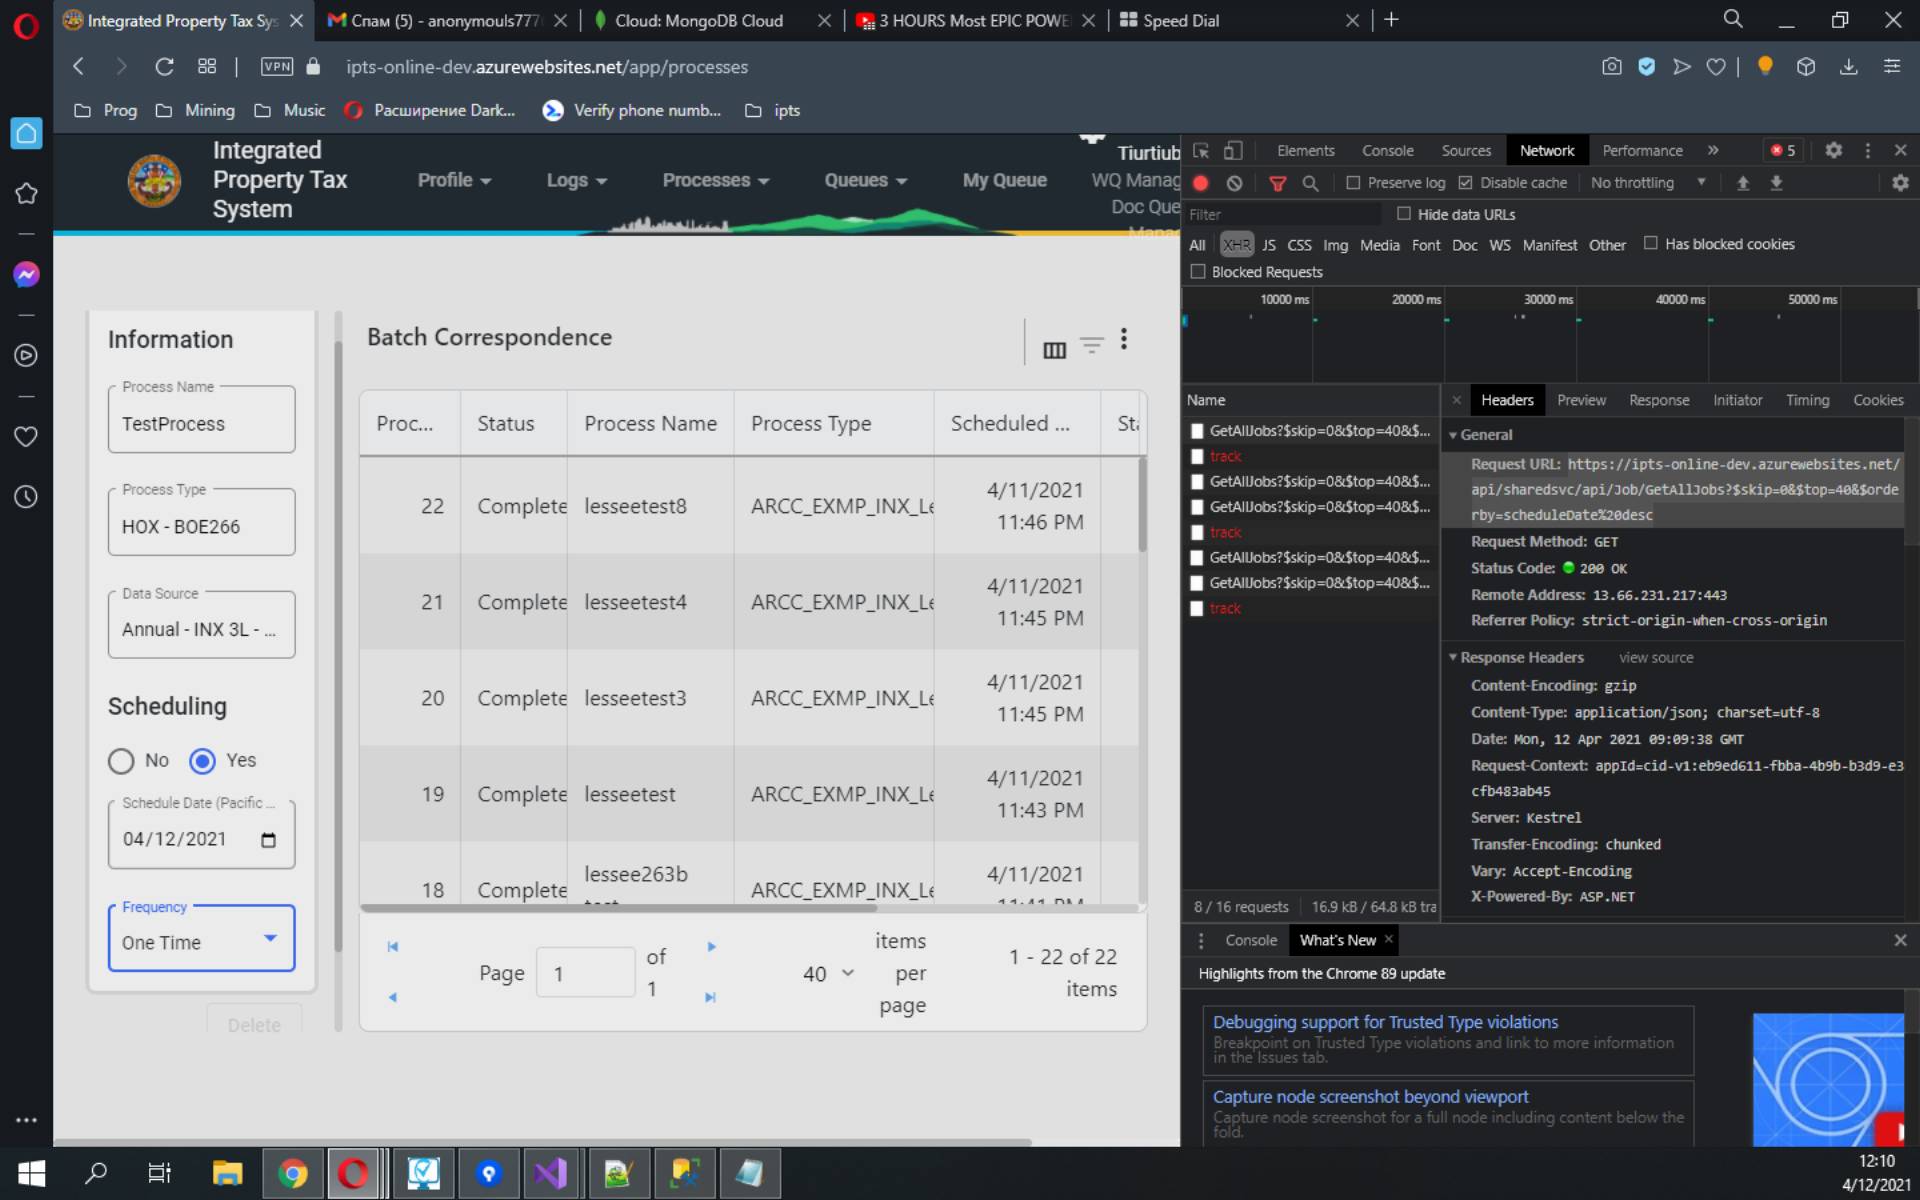 Integrated Property Tax Sys
Спам (5) - anonymouls777
Cloud: MongoDB Cloud
3 HOURS Most EPIC POWE
Speed Dial
VPN
ipts-online-dev.azurewebsites.net/app/processes
Prog
Mining
Music
Расширение Dark...
Verify phone numb...
ipts
Integrated
Property Tax
System
Profile
Logs
Processes
Queues
My Queue
Tiurtiub
WQ Manag
Doc Que
Manag
Information
Process Name
TestProcess
Process Type
HOX - BOE266
Data Source
Annual - INX 3L - ...
Scheduling
No
Yes
Schedule Date (Pacific ...
04/12/2021
Frequency
One Time
Delete
Batch Correspondence
Proc... Status Process Name Process Type Scheduled ... Sta
22 Complete lesseetest8 ARCC_EXMP_INX_Le 4/11/2021
11:46 PM
21 Complete lesseetest4 ARCC_EXMP_INX_Le 4/11/2021
11:45 PM
20 Complete lesseetest3 ARCC_EXMP_INX_Le 4/11/2021
11:45 PM
19 Complete lesseetest ARCC_EXMP_INX_Le 4/11/2021
11:43 PM
18 Complete lessee263b ARCC_EXMP_INX_Le 4/11/2021
test 11:41 PM
Page 1 of
1
40
items
per
page
1 - 22 of 22
items
Elements Console Sources Network Performance 5
Preserve log Disable cache No throttling
Filter Hide data URLs
All XHR JS CSS Img Media Font Doc WS Manifest Other Has blocked cookies
Blocked Requests
10000 ms 20000 ms 30000 ms 40000 ms 50000 ms
Name
GetAllJobs?$skip=0&$top=40&$...
track
GetAllJobs?$skip=0&$top=40&$...
GetAllJobs?$skip=0&$top=40&$...
track
GetAllJobs?$skip=0&$top=40&$...
GetAllJobs?$skip=0&$top=40&$...
track
8 / 16 requests 16.9 kB / 64.8 kB tra
Headers Preview Response Initiator Timing Cookies
General
Request URL: https://ipts-online-dev.azurewebsites.net/
api/sharedsvc/api/Job/GetAllJobs?$skip=0&$top=40&$orde
rby=scheduleDate%20desc
Request Method: GET
Status Code: 200 OK
Remote Address: 13.66.231.217:443
Referrer Policy: strict-origin-when-cross-origin
Response Headers view source
Content-Encoding: gzip
Content-Type: application/json; charset=utf-8
Date: Mon, 12 Apr 2021 09:09:38 GMT
Request-Context: appId=cid-v1:eb9ed611-fbba-4b9b-b3d9-e3
cfb483ab45
Server: Kestrel
Transfer-Encoding: chunked
Vary: Accept-Encoding
X-Powered-By: ASP.NET
Console What's New
Highlights from the Chrome 89 update
Debugging support for Trusted Type violations
Breakpoint on Trusted Type violations and link to more information
in the Issues tab.
Capture node screenshot beyond viewport
Capture node screenshot for a full node including content below the
fold.
12:10
4/12/2021